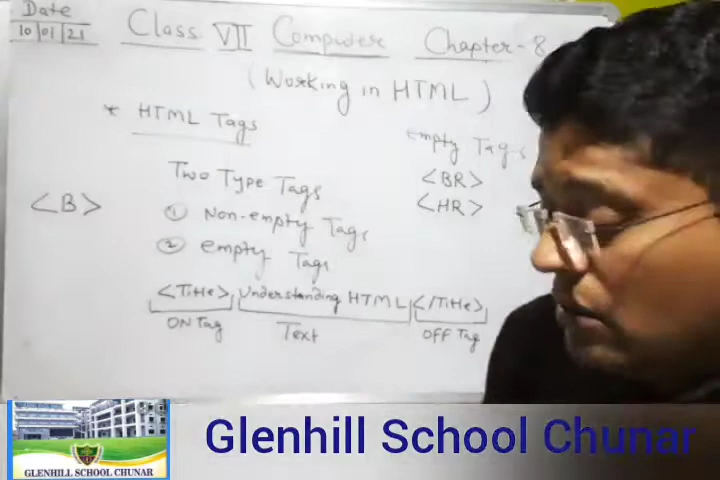 Date
10|01|21
Class VII Computer Chapter-8
(Working in HTML)
* HTML Tags
Two Type Tags
① Non-empty Tags
② empty Tags
<B>
empty Tags
<BR>
<HR>
<Title> Understanding HTML </Title>
ON Tag Text OFF Tag
GLENHILL SCHOOL CHUNAR
Glenhill School Chunar